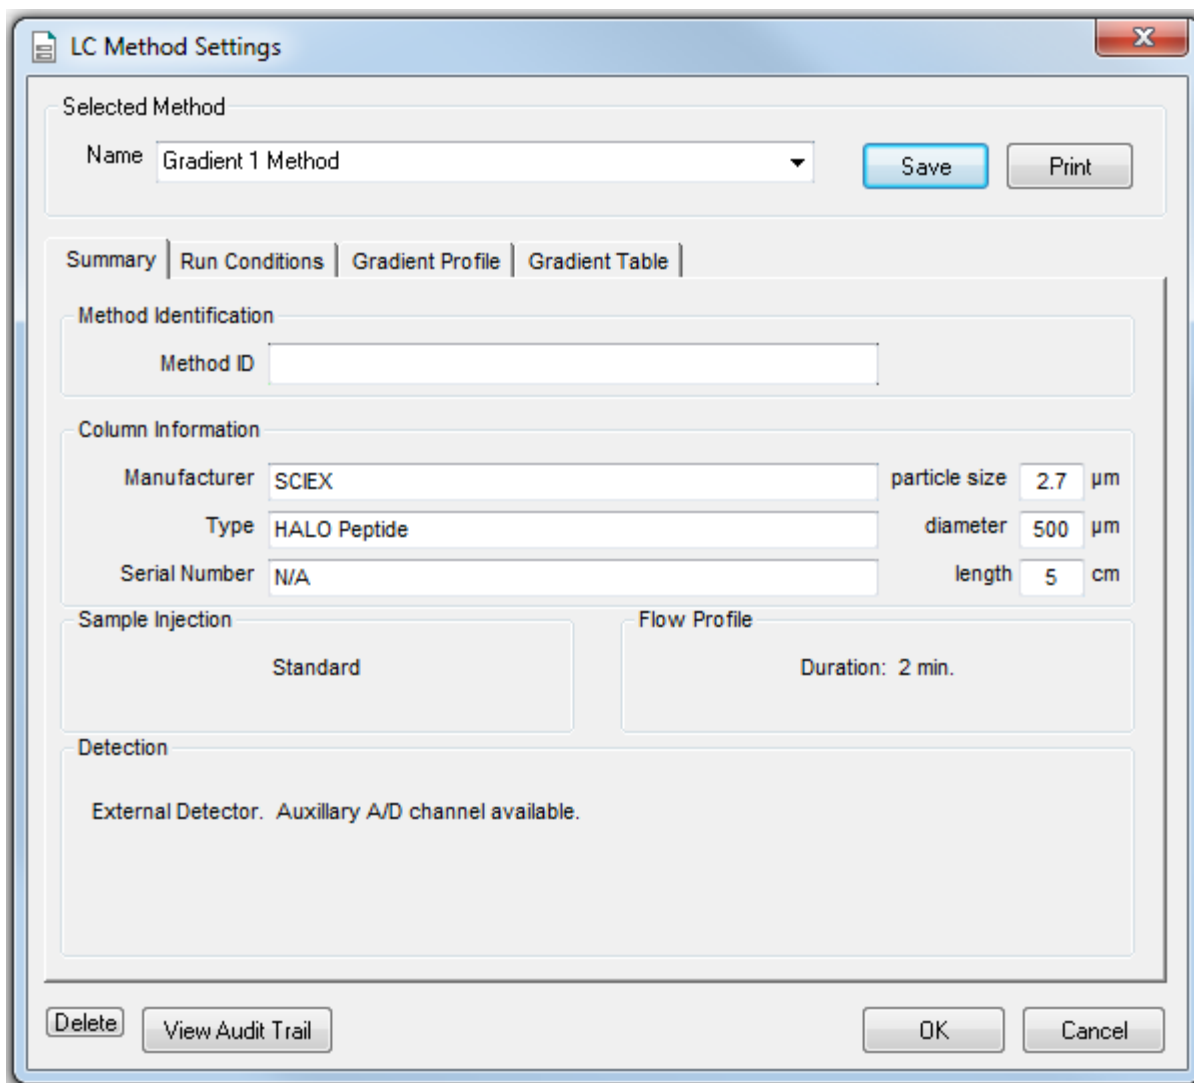 LC Method Settings
Selected Method
Name Gradient 1 Method Save Print
Summary Run Conditions Gradient Profile Gradient Table
Method Identification
Method ID
Column Information
Manufacturer SCIEX particle size 2.7 µm
Type HALO Peptide diameter 500 µm
Serial Number N/A length 5 cm
Sample Injection Flow Profile
Standard Duration: 2 min.
Detection
External Detector. Auxillary A/D channel available.
Delete View Audit Trail OK Cancel